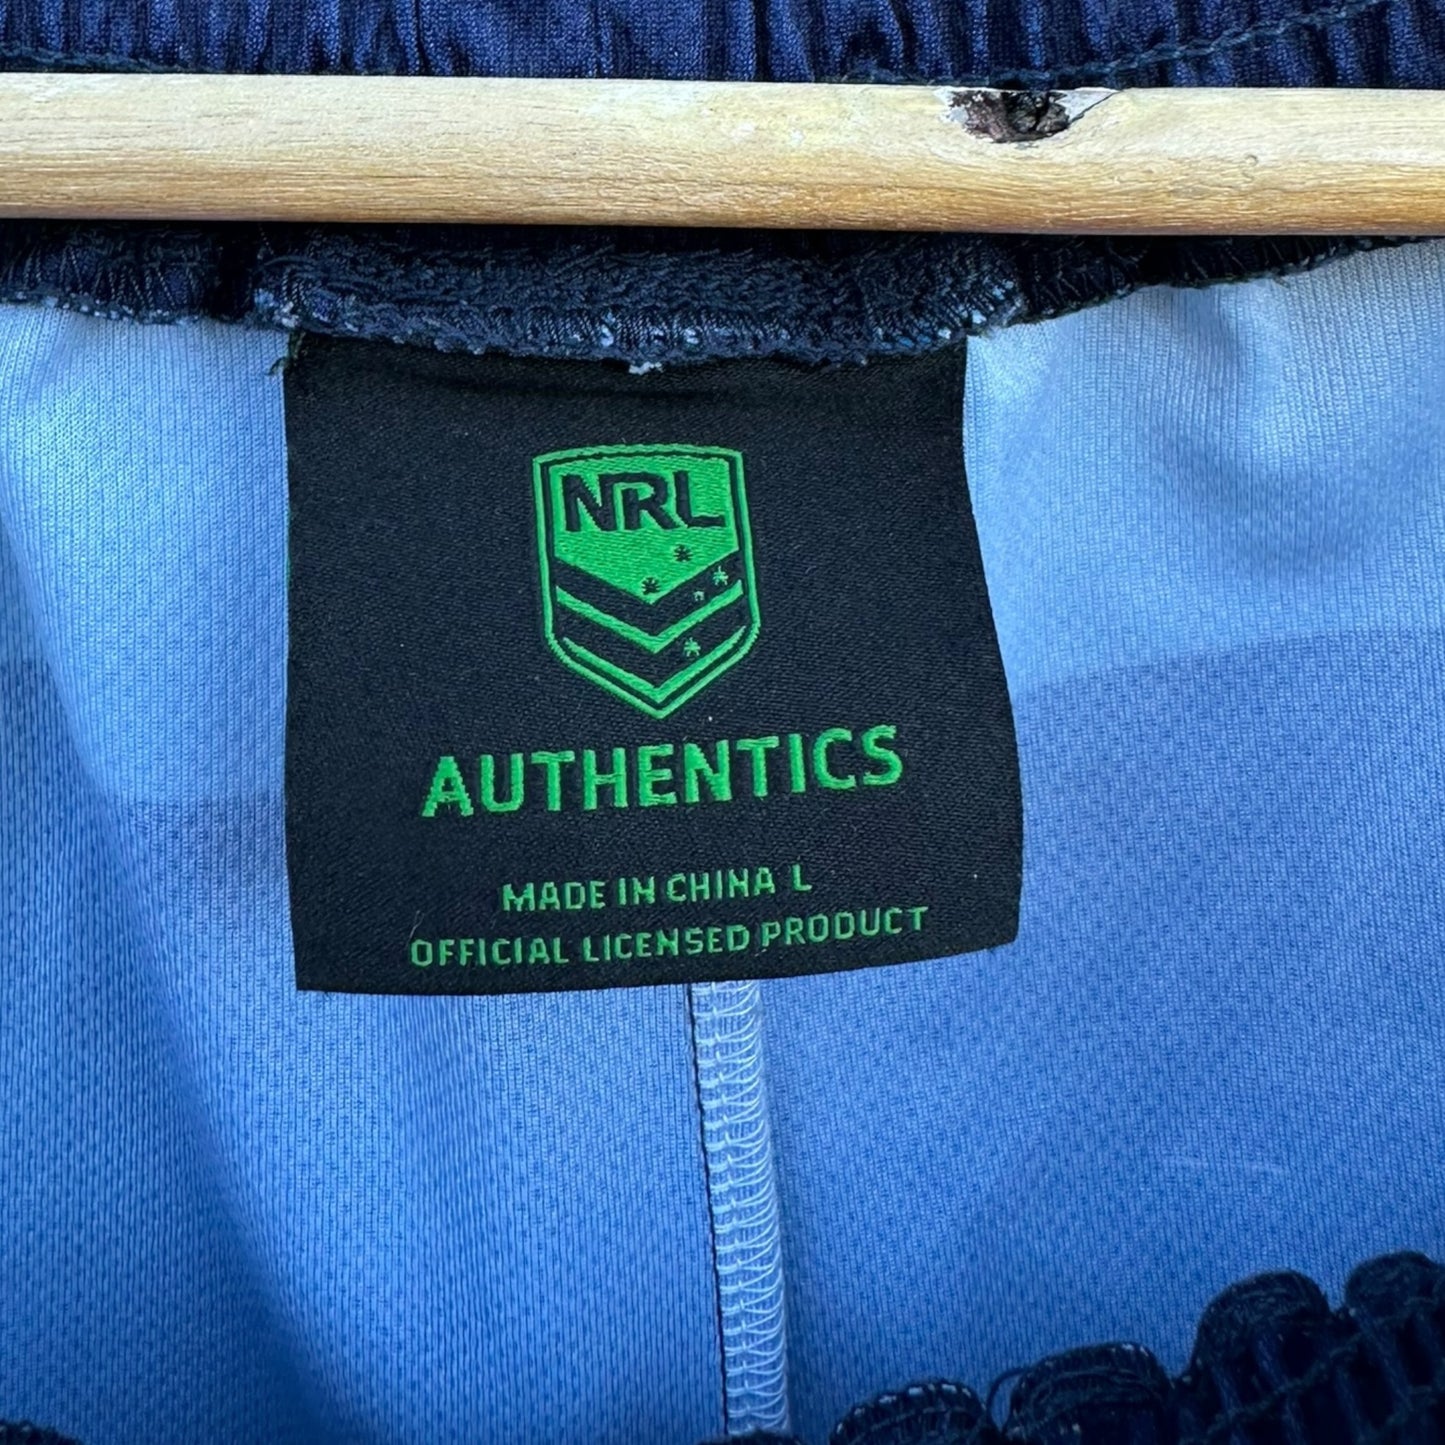 NRL
AUTHENTICS
MADE IN CHINA L
OFFICIAL LICENSED PRODUCT